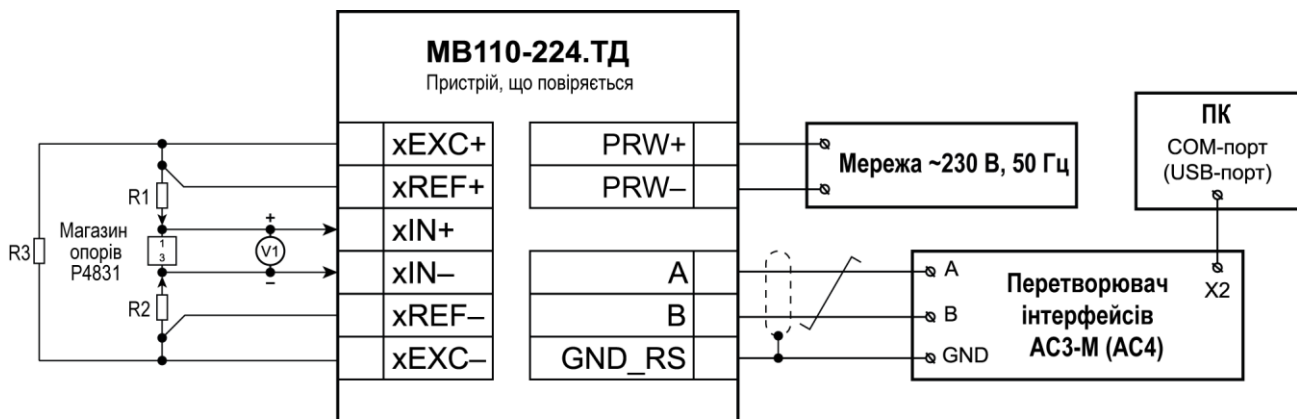 МВ110-224.ТД
Пристрій, що повіряється
xEXC+
xREF+
xIN+
xIN–
xREF–
xEXC–
PRW+
PRW–
A
B
GND_RS
R3
R1
Магазин
опорів
Р4831
1
3
R2
+
V1
–
Мережа ~230 В, 50 Гц
ПК
COM-порт
(USB-порт)
A
B
GND
X2
Перетворювач
інтерфейсів
АС3-М (АС4)